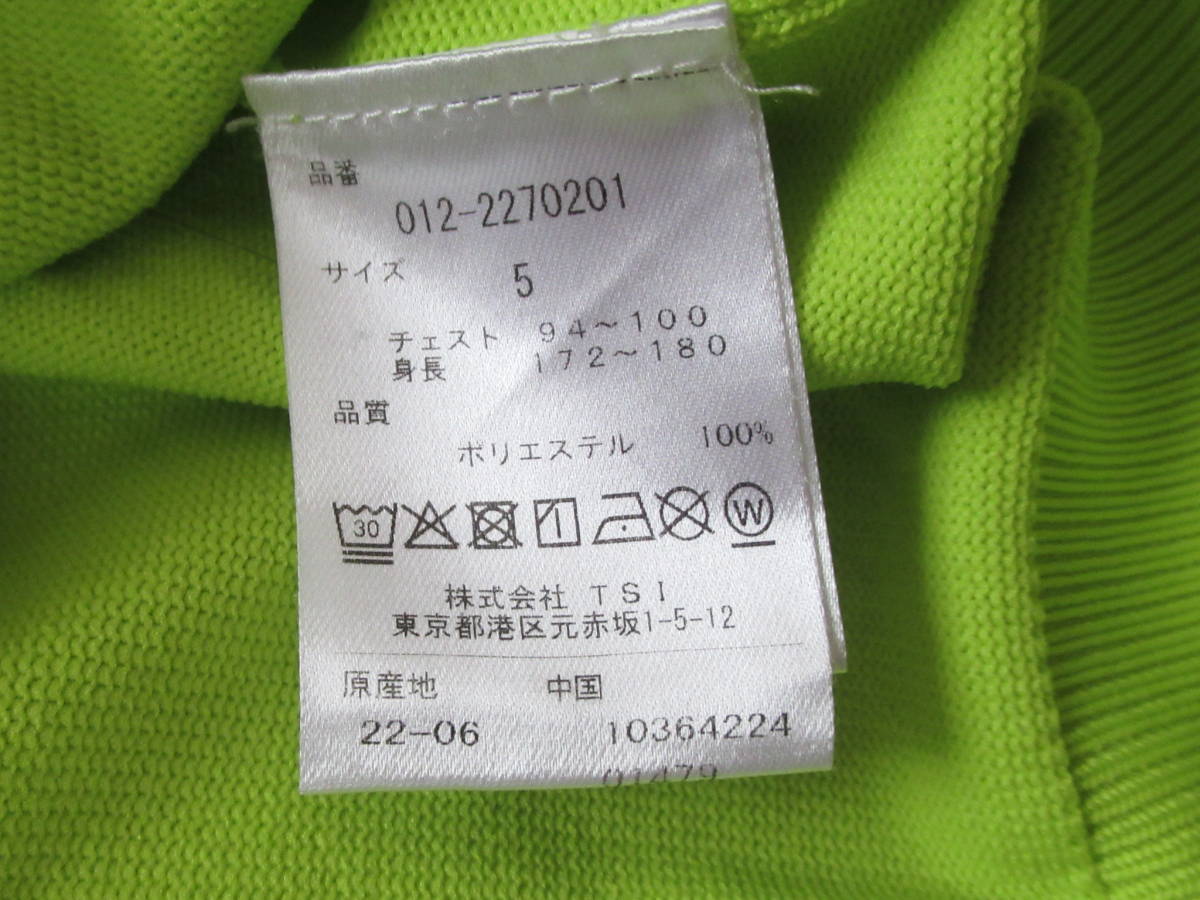 品番
012-2270201
サイズ 5
チェスト 94～100
身長 172～180
品質
ポリエステル 100%
30 W
株式会社 TSI
東京都港区元赤坂1-5-12
原産地 中国
22-06 10364224
01479